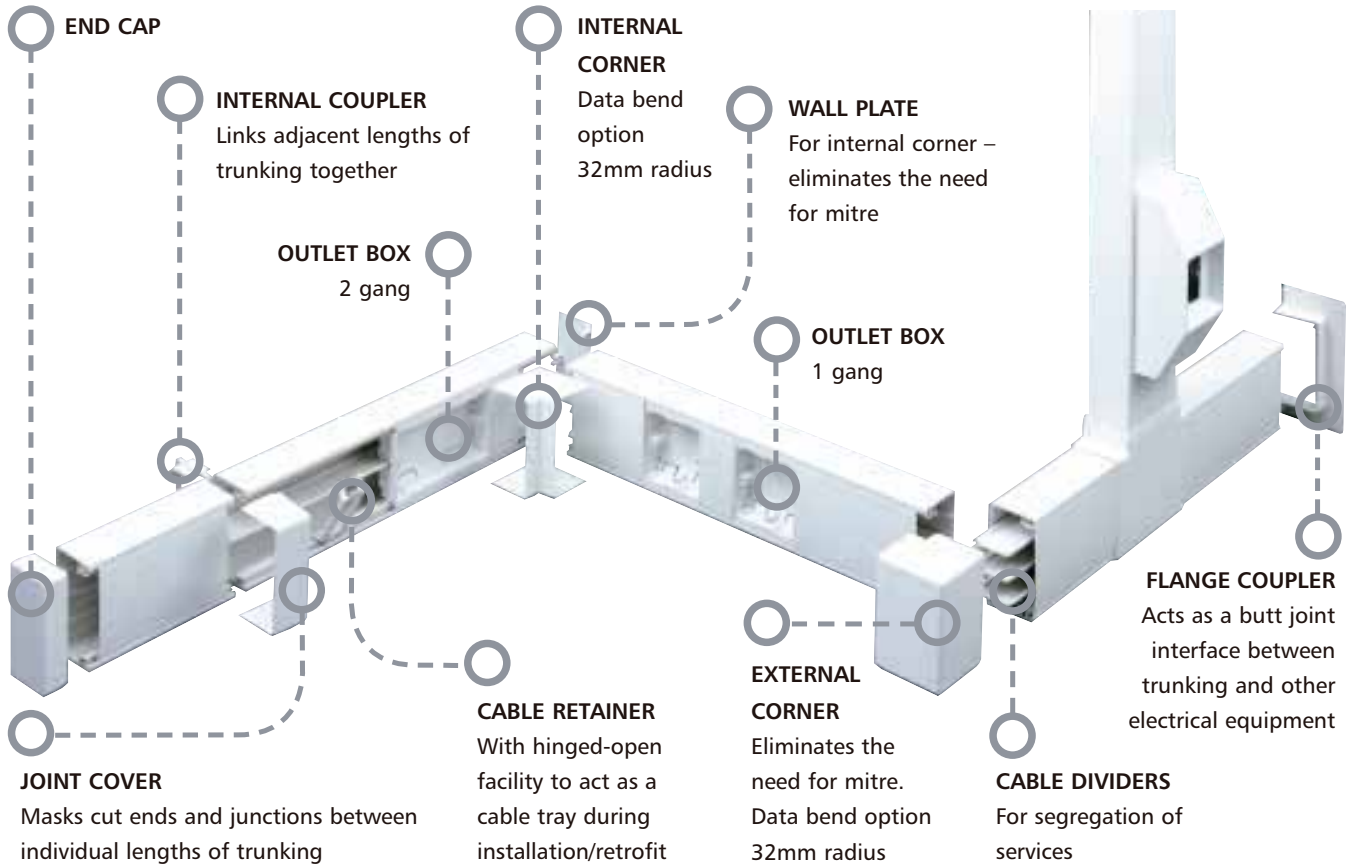 END CAP
INTERNAL COUPLER
Links adjacent lengths of
trunking together
INTERNAL
CORNER
Data bend
option
32mm radius
WALL PLATE
For internal corner –
eliminates the need
for mitre
OUTLET BOX
2 gang
OUTLET BOX
1 gang
FLANGE COUPLER
Acts as a butt joint
interface between
trunking and other
electrical equipment
JOINT COVER
Masks cut ends and junctions between
individual lengths of trunking
CABLE RETAINER
With hinged-open
facility to act as a
cable tray during
installation/retrofit
EXTERNAL
CORNER
Eliminates the
need for mitre.
Data bend option
32mm radius
CABLE DIVIDERS
For segregation of
services